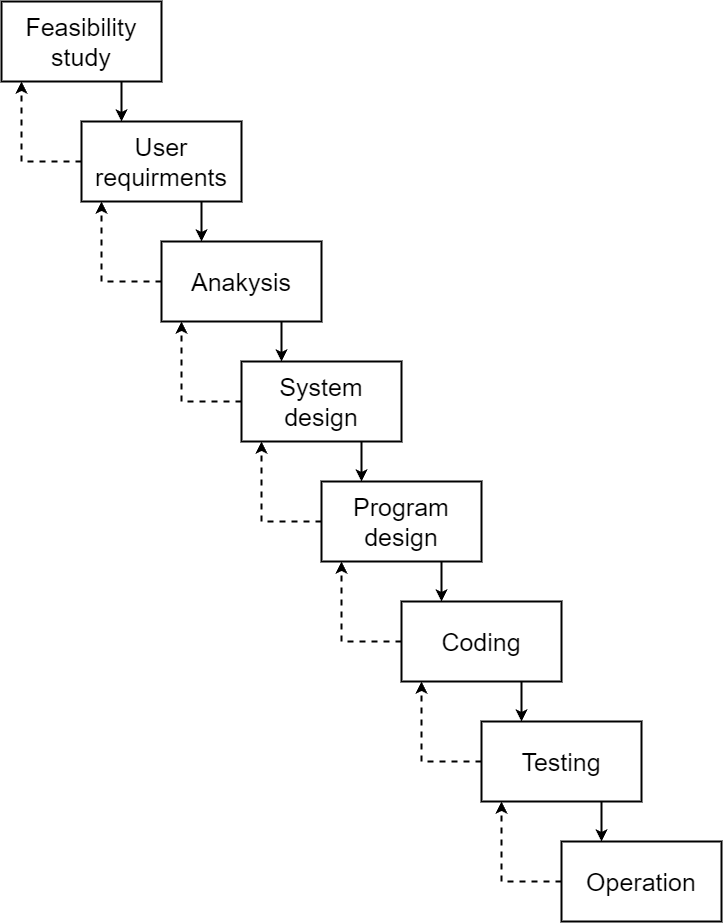 Feasibility
study
User
requirments
Anakysis
System
design
Program
design
Coding
Testing
Operation